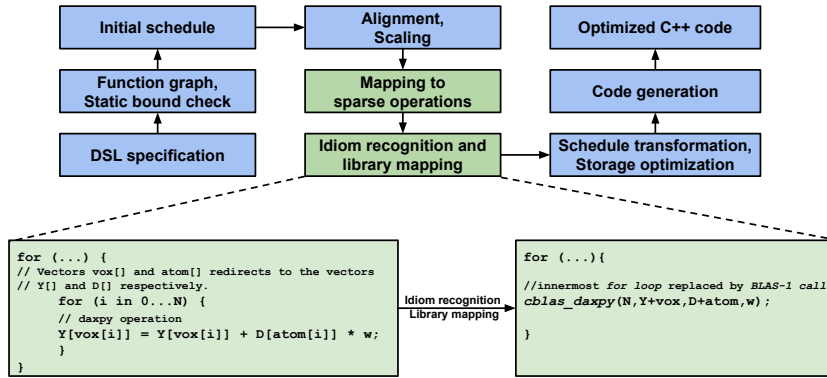 Initial schedule
Alignment,
Scaling
Optimized C++ code
Function graph,
Static bound check
Mapping to
sparse operations
Code generation
DSL specification
Idiom recognition and
library mapping
Schedule transformation,
Storage optimization
for (...) {
// Vectors vox[] and atom[] redirects to the vectors
// Y[] and D[] respectively.
for (i in 0...N) {
// daxpy operation
Y[vox[i]] = Y[vox[i]] + D[atom[i]] * w;
}
}
Idiom recognition
Library mapping
for (...){
//innermost for loop replaced by BLAS-1 call
cblas_daxpy(N,Y+vox,D+atom,w);
}